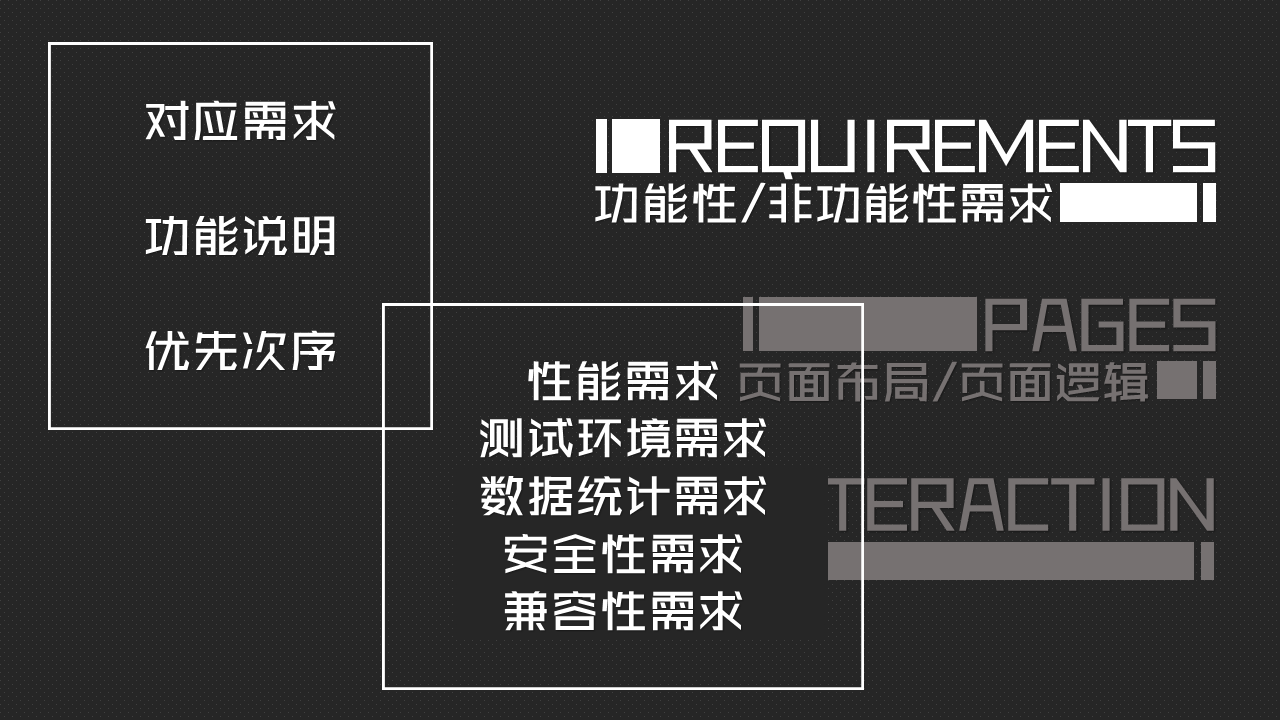 对应需求
功能说明
优先次序
REQUIREMENTS
功能性/非功能性需求
PAGES
页面布局/页面逻辑
TERACTION
性能需求
测试环境需求
数据统计需求
安全性需求
兼容性需求